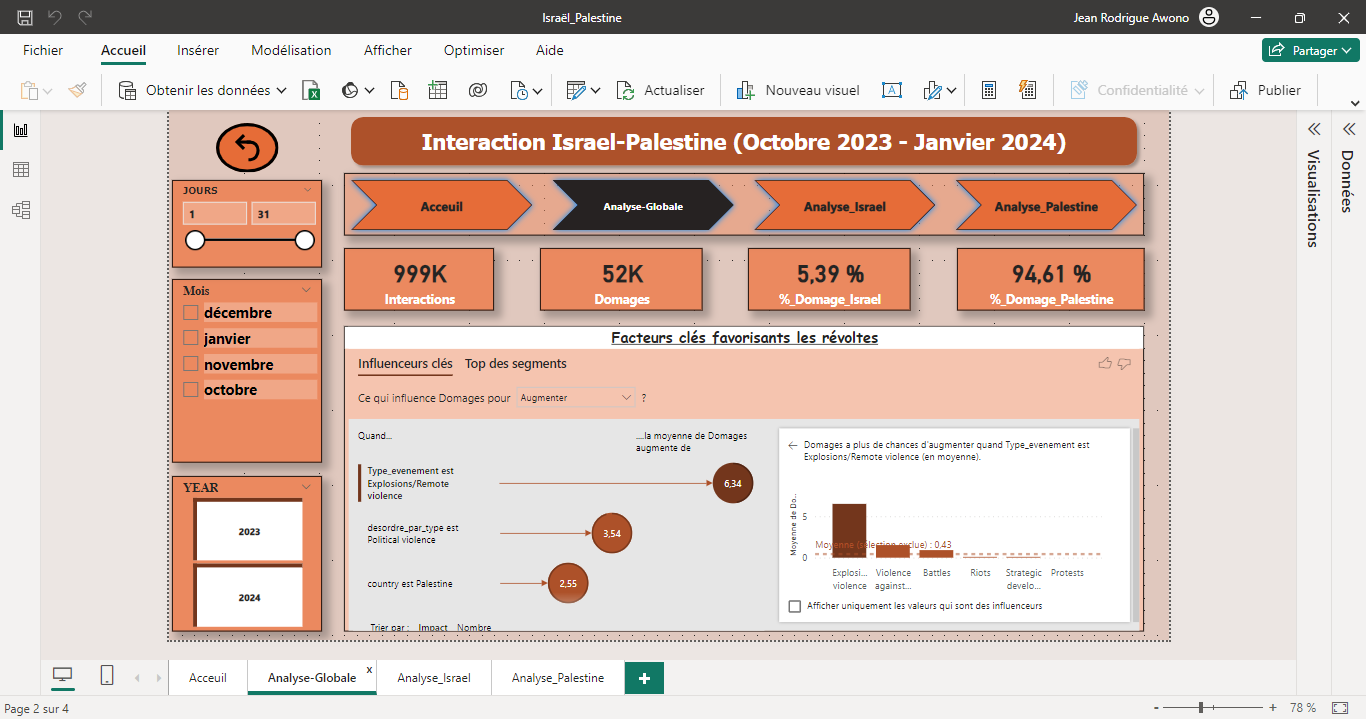 Israël_Palestine
Jean Rodrigue Awono
Fichier
Accueil
Insérer
Modélisation
Afficher
Optimiser
Aide
Partager
Obtenir les données
Actualiser
Nouveau visuel
Confidentialité
Publier
Interaction Israel-Palestine (Octobre 2023 - Janvier 2024)
JOURS
1
31
Acceuil
Analyse-Globale
Analyse_Israel
Analyse_Palestine
999K
Interactions
52K
Domages
5,39 %
%_Domage_Israel
94,61 %
%_Domage_Palestine
Mois
décembre
janvier
novembre
octobre
YEAR
2023
2024
Facteurs clés favorisants les révoltes
Influenceurs clés
Top des segments
Ce qui influence Domages pour
Augmenter
?
Quand...
....la moyenne de Domages
augmente de
Type_evenement est
Explosions/Remote
violence
6,34
desordre_par_type est
Political violence
3,54
country est Palestine
2,55
Trier par :
Impact
Nombre
Domages a plus de chances d'augmenter quand Type_evenement est
Explosions/Remote violence (en moyenne).
Moyenne de Do...
5
0
Moyenne (sélection exclue) : 0,43
Explosi...
violence
Violence
against...
Battles
Riots
Strategic
develo...
Protests
Afficher uniquement les valeurs qui sont des influenceurs
Visualisations
Données
Acceuil
Analyse-Globale
x
Analyse_Israel
Analyse_Palestine
+
Page 2 sur 4
-
+
78 %